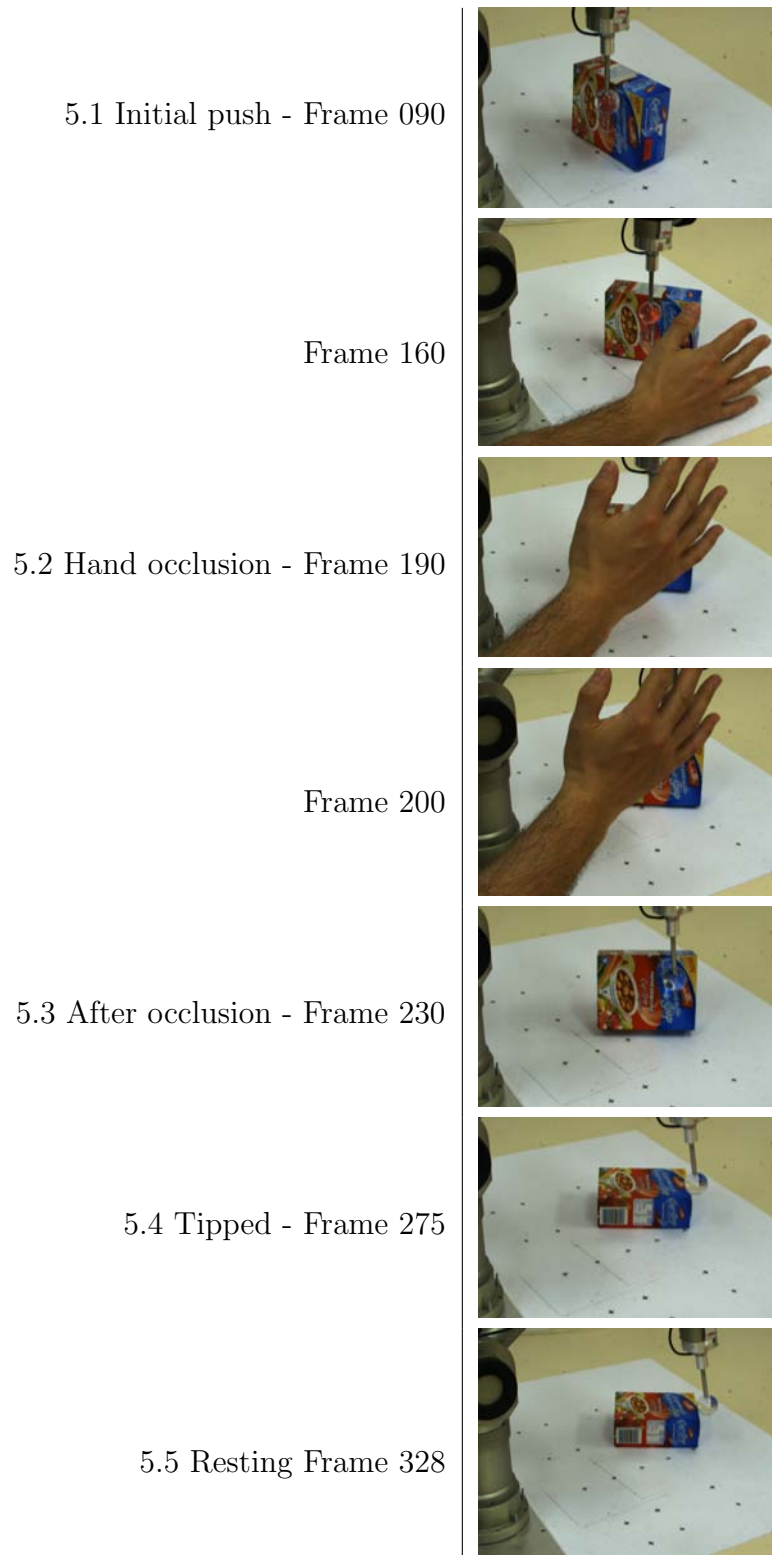 5.1 Initial push - Frame 090
Frame 160
5.2 Hand occlusion - Frame 190
Frame 200
5.3 After occlusion - Frame 230
5.4 Tipped - Frame 275
5.5 Resting Frame 328